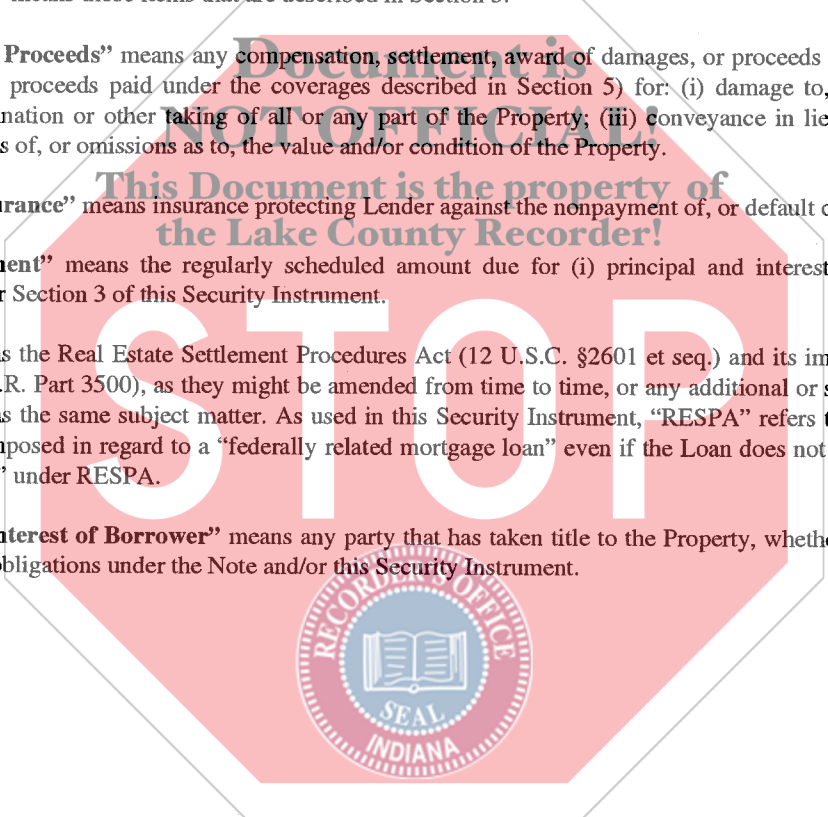 means those items that are described in Section 5.
Proceeds” means any compensation, settlement, award of damages, or proceeds
proceeds paid under the coverages described in Section 5) for: (i) damage to,
nation or other taking of all or any part of the Property; (iii) conveyance in lie
s of, or omissions as to, the value and/or condition of the Property.
urance” means insurance protecting Lender against the nonpayment of, or default
ent” means the regularly scheduled amount due for (i) principal and interest
r Section 3 of this Security Instrument.
s the Real Estate Settlement Procedures Act (12 U.S.C. §2601 et seq.) and its im
.R. Part 3500), as they might be amended from time to time, or any additional or s
s the same subject matter. As used in this Security Instrument, “RESPA” refers t
posed in regard to a “federally related mortgage loan” even if the Loan does not
” under RESPA.
nterest of Borrower” means any party that has taken title to the Property, wheth
bligations under the Note and/or this Security Instrument.
Document is
NOT OFFICIAL!
This Document is the property of
the Lake County Recorder!
STOP
RECORDER'S OFFICE
SEAL
INDIANA